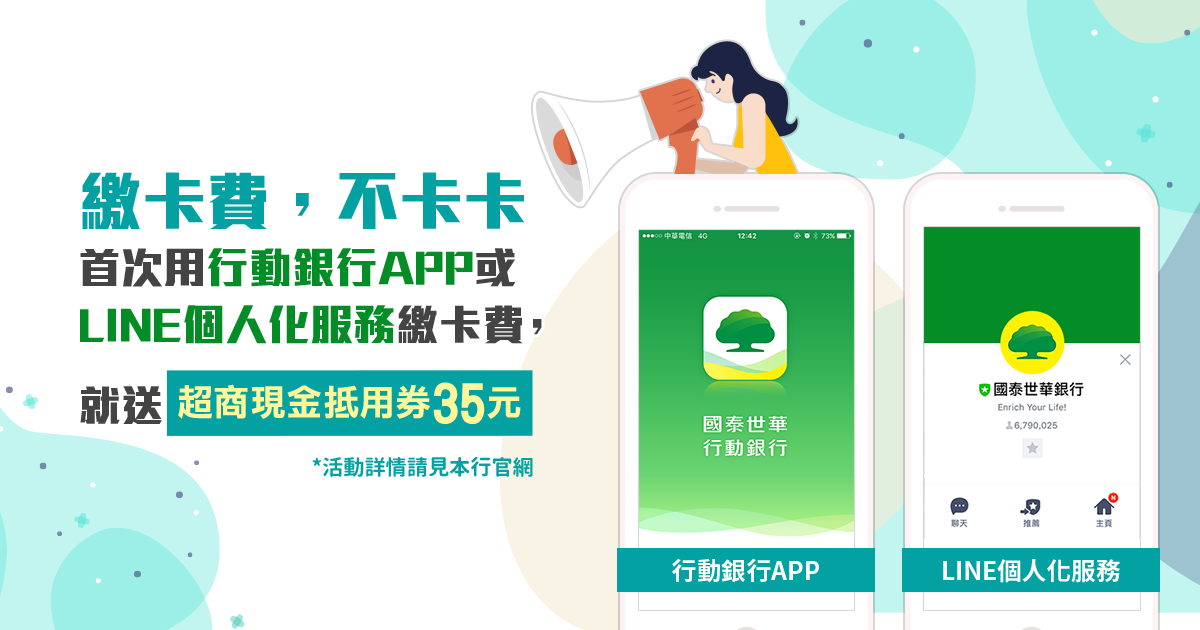 繳卡費，不卡卡
首次用行動銀行APP或
LINE個人化服務繳卡費，
就送 超商現金抵用券35元
*活動詳情請見本行官網
中華電信 4G 12:42 73%
國泰世華
行動銀行
行動銀行APP
國泰世華銀行
Enrich Your Life!
6,790,025
N
聊天 推薦 主頁
LINE個人化服務